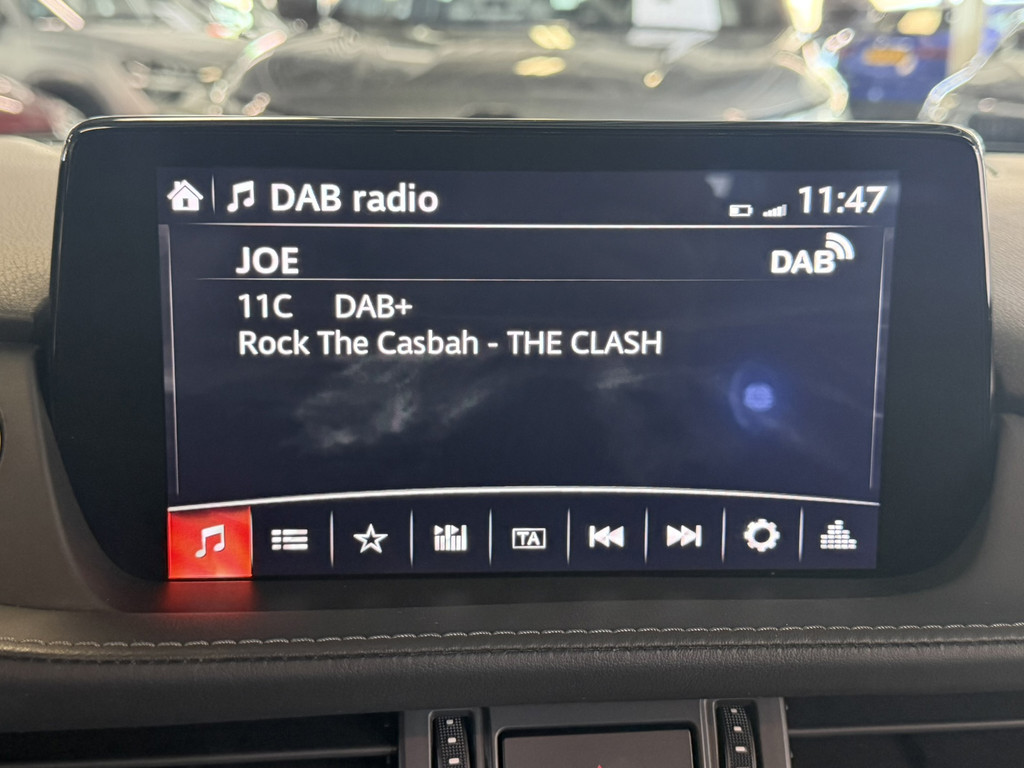 DAB radio 11:47
JOE DAB
11C DAB+
Rock The Casbah - THE CLASH
TA